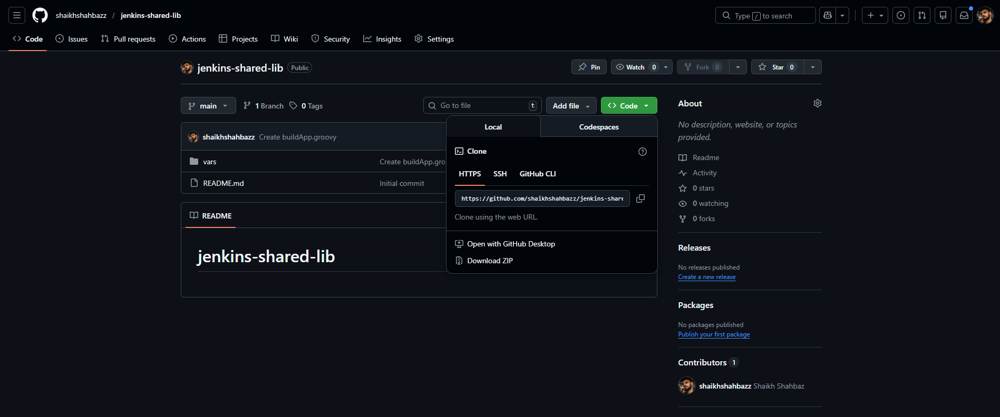 shaikhshahbazz / jenkins-shared-lib
Type / to search
Code Issues Pull requests Actions Projects Wiki Security Insights Settings
jenkins-shared-lib Public
Pin Watch 0 Fork 0 Star 0
main 1 Branch 0 Tags
Go to file t Add file Code
Local Codespaces
Clone
HTTPS SSH GitHub CLI
https://github.com/shaikhshahbazz/jenkins-share
Clone using the web URL.
Open with GitHub Desktop
Download ZIP
shaikhshahbazz Create buildApp.groovy
vars Create buildApp.gro
README.md Initial commit
README
jenkins-shared-lib
About
No description, website, or topics
provided.
Readme
Activity
0 stars
0 watching
0 forks
Releases
No releases published
Create a new release
Packages
No packages published
Publish your first package
Contributors 1
shaikhshahbazz Shaikh Shahbaz